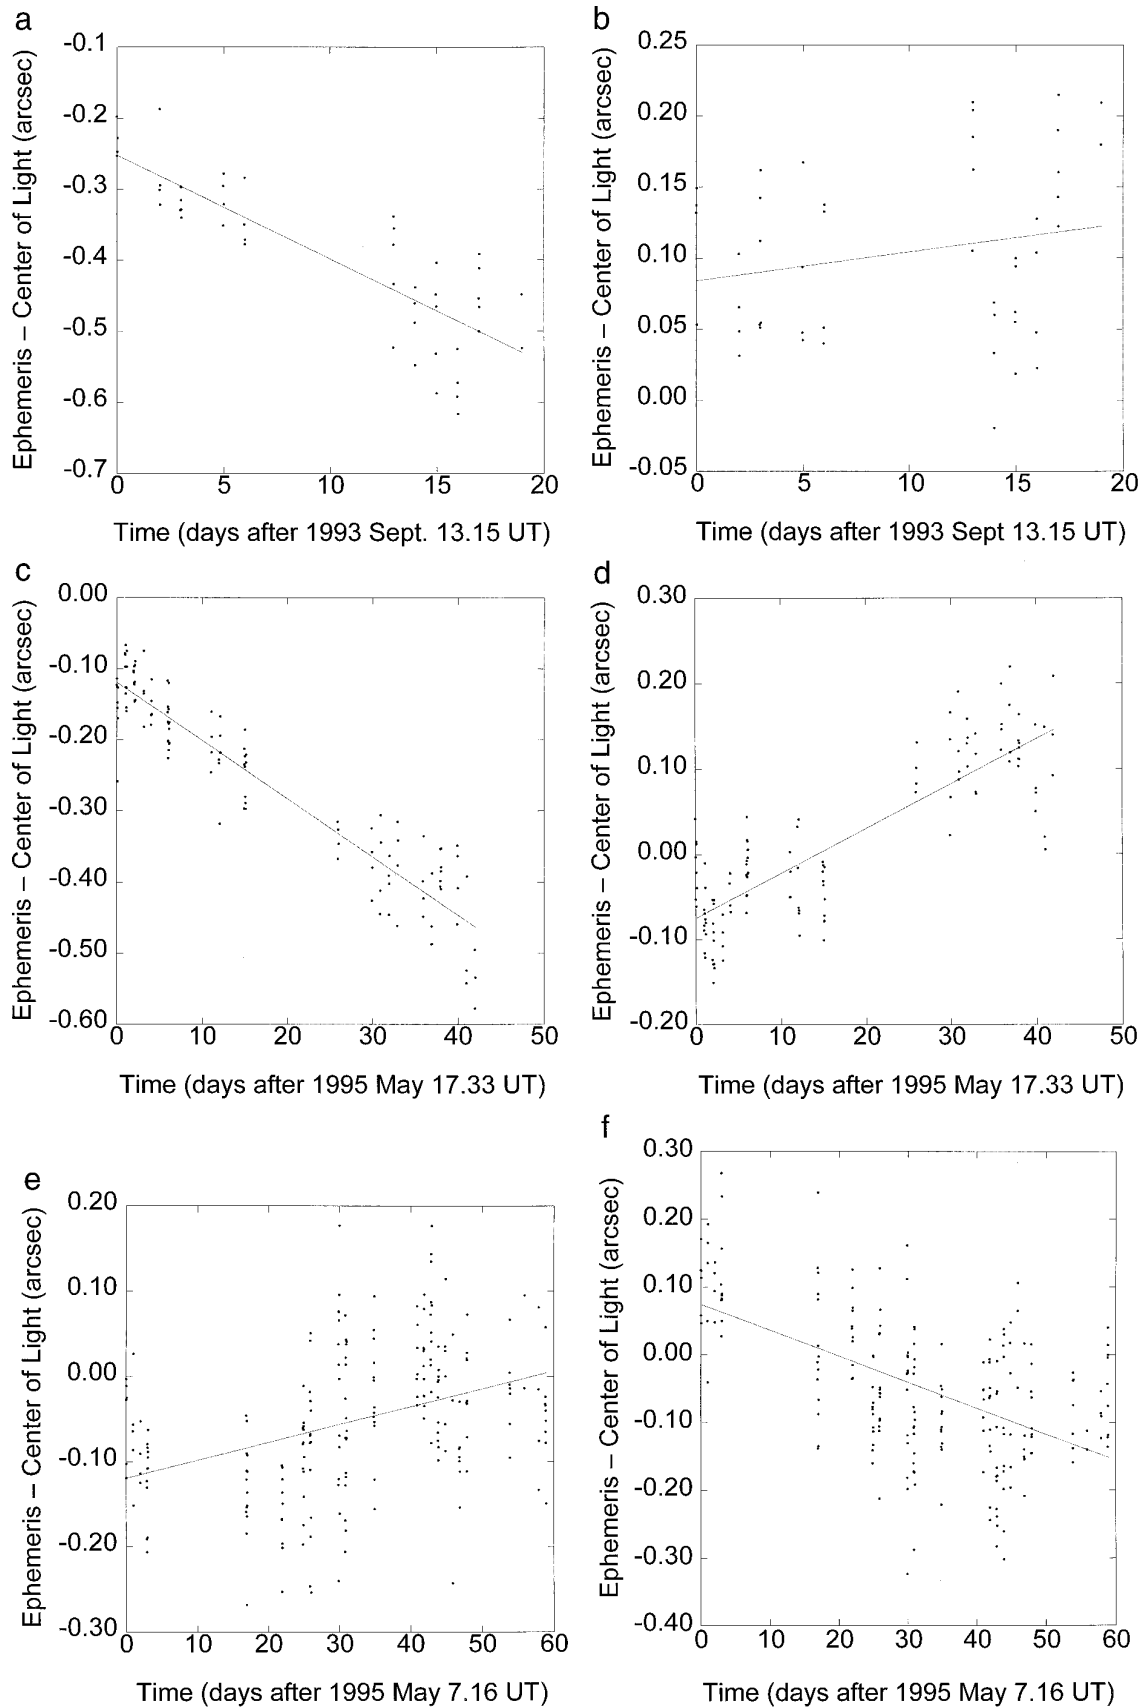 a
Ephemeris – Center of Light (arcsec)
-0.1
-0.2
-0.3
-0.4
-0.5
-0.6
-0.7
0 5 10 15 20
Time (days after 1993 Sept. 13.15 UT)
b
Ephemeris – Center of Light (arcsec)
0.25
0.20
0.15
0.10
0.05
0.00
-0.05
0 5 10 15 20
Time (days after 1993 Sept 13.15 UT)
c
Ephemeris – Center of Light (arcsec)
0.00
-0.10
-0.20
-0.30
-0.40
-0.50
-0.60
0 10 20 30 40 50
Time (days after 1995 May 17.33 UT)
d
Ephemeris – Center of Light (arcsec)
0.30
0.20
0.10
0.00
-0.10
-0.20
0 10 20 30 40 50
Time (days after 1995 May 17.33 UT)
e
Ephemeris – Center of Light (arcsec)
0.20
0.10
0.00
-0.10
-0.20
-0.30
0 10 20 30 40 50 60
Time (days after 1995 May 7.16 UT)
f
Ephemeris – Center of Light (arcsec)
0.30
0.20
0.10
0.00
-0.10
-0.20
-0.30
-0.40
0 10 20 30 40 50 60
Time (days after 1995 May 7.16 UT)